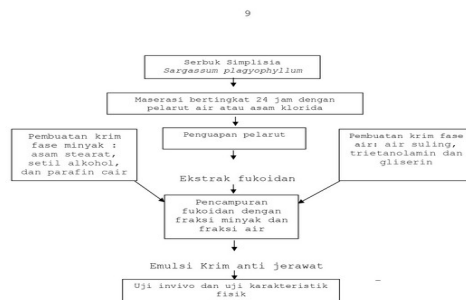 9
Serbuk Simplisia
Sargassum plagyophyllum
Maserasi bertingkat 24 jam dengan
pelarut air atau asam klorida
Pembuatan krim
fase minyak :
asam stearat,
setil alkohol,
dan parafin cair
Penguapan pelarut
Pembuatan krim fase
air: air suling,
trietanolamin dan
gliserin
Ekstrak fukoidan
Pencampuran
fukoidan dengan
fraksi minyak dan
fraksi air
Emulsi Krim anti jerawat
Uji invivo dan uji karakteristik
fisik